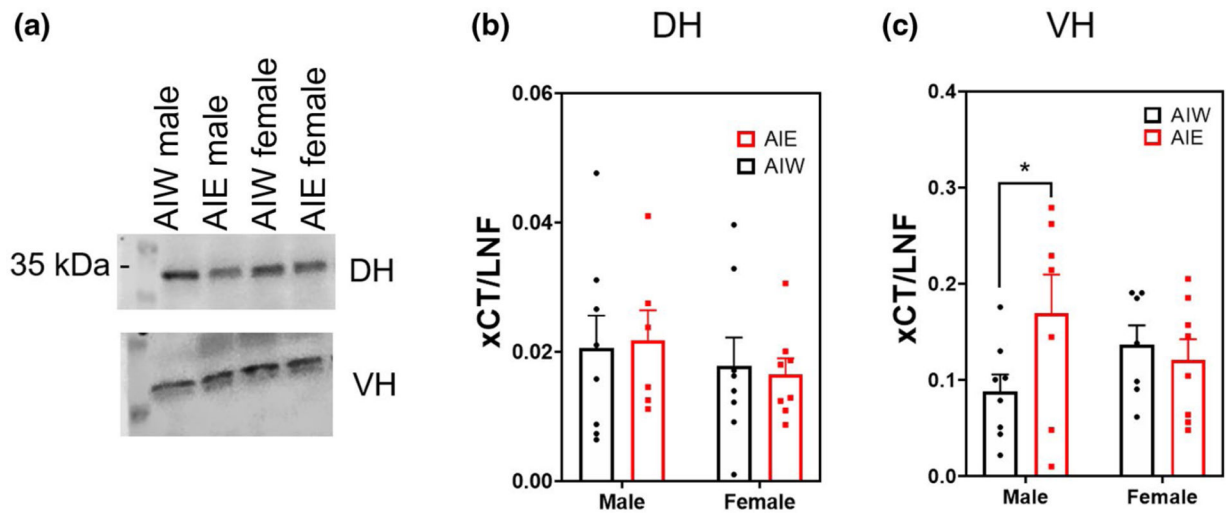 (a)
AIW male
AIE male
AIW female
AIE female
35 kDa -
DH
VH
(b) DH
xCT/LNF
0.06
0.04
0.02
0.00
AIE
AIW
Male Female
(c) VH
xCT/LNF
0.4
0.3
0.2
0.1
0.0
AIW
AIE
*
Male Female